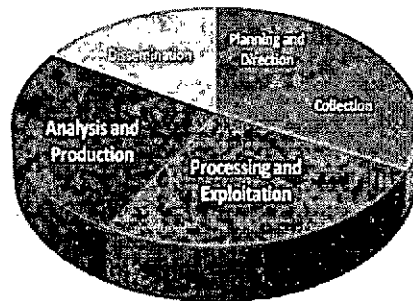 Dissemination
Planning and
Direction
Collection
Analysis and
Production
Processing and
Exploitation